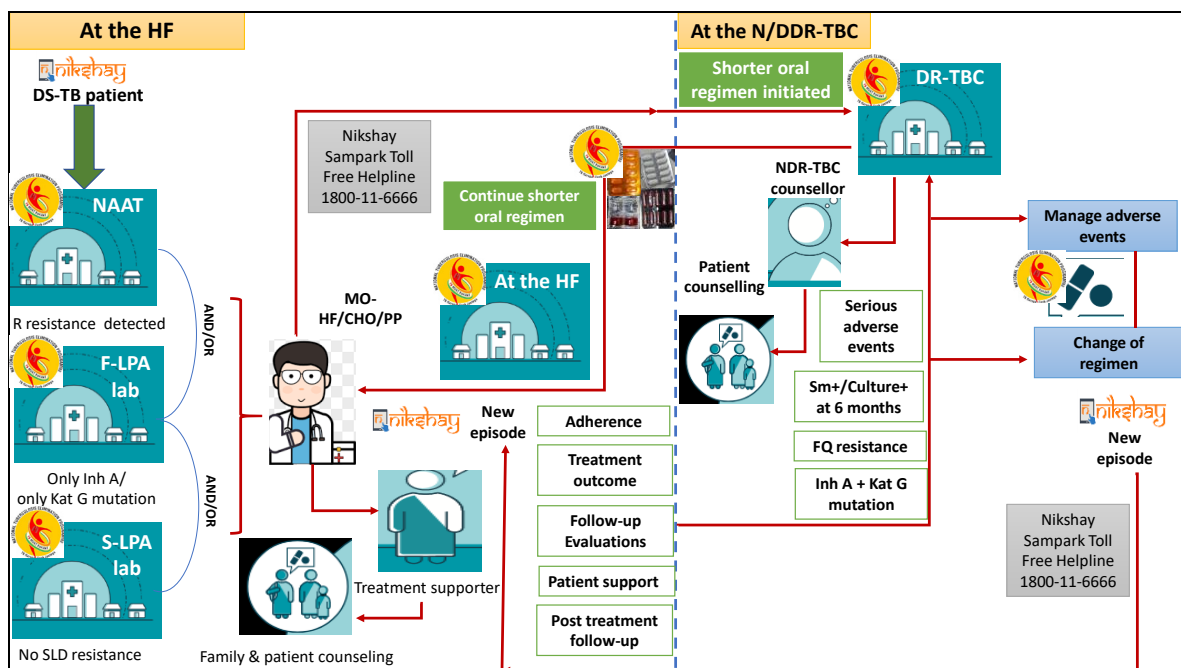 At the HF
nikshay
DS-TB patient
NAAT
R resistance detected
AND/OR
F-LPA
lab
Only Inh A/
only Kat G mutation
AND/OR
S-LPA
lab
No SLD resistance
Nikshay
Sampark Toll
Free Helpline
1800-11-6666
Continue shorter
oral regimen
At the HF
MO-
HF/CHO/PP
nikshay
New
episode
Treatment supporter
Family & patient counseling
Adherence
Treatment
outcome
Follow-up
Evaluations
Patient support
Post treatment
follow-up
At the N/DDR-TBC
Shorter oral
regimen initiated
DR-TBC
NDR-TBC
counsellor
Patient
counselling
Serious
adverse
events
Sm+/Culture+
at 6 months
FQ resistance
Inh A + Kat G
mutation
Manage adverse
events
Change of
regimen
nikshay
New
episode
Nikshay
Sampark Toll
Free Helpline
1800-11-6666